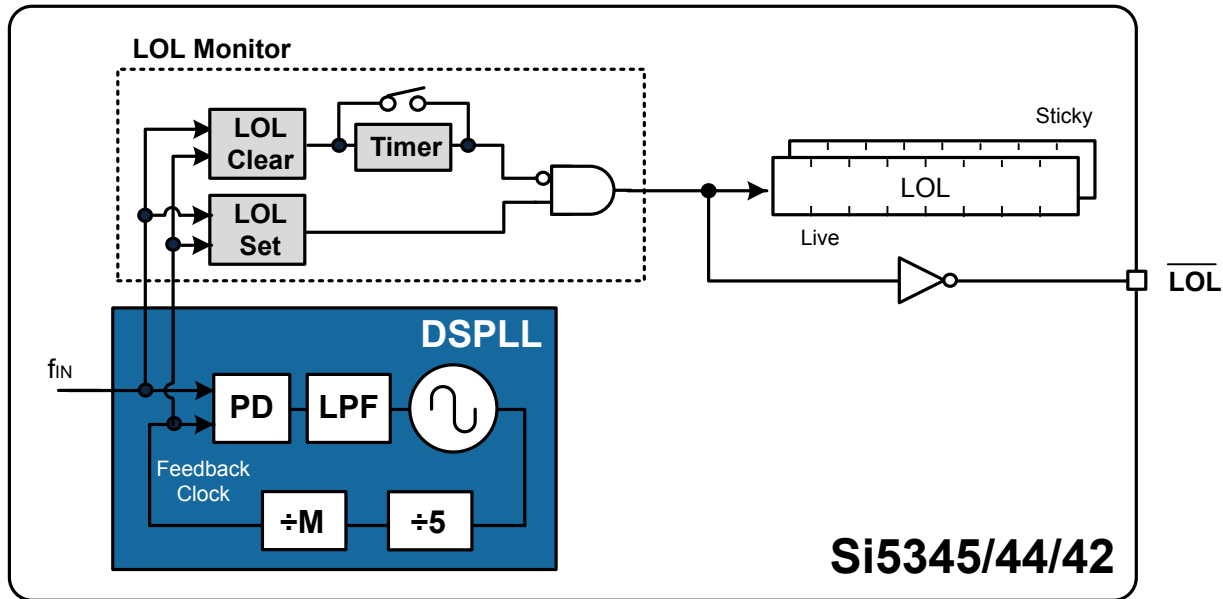 LOL Monitor
LOL
Clear
Timer
LOL
Set
Sticky
LOL
Live
LOL
DSPLL
fIN
PD
LPF
Feedback
Clock
÷M
÷5
Si5345/44/42